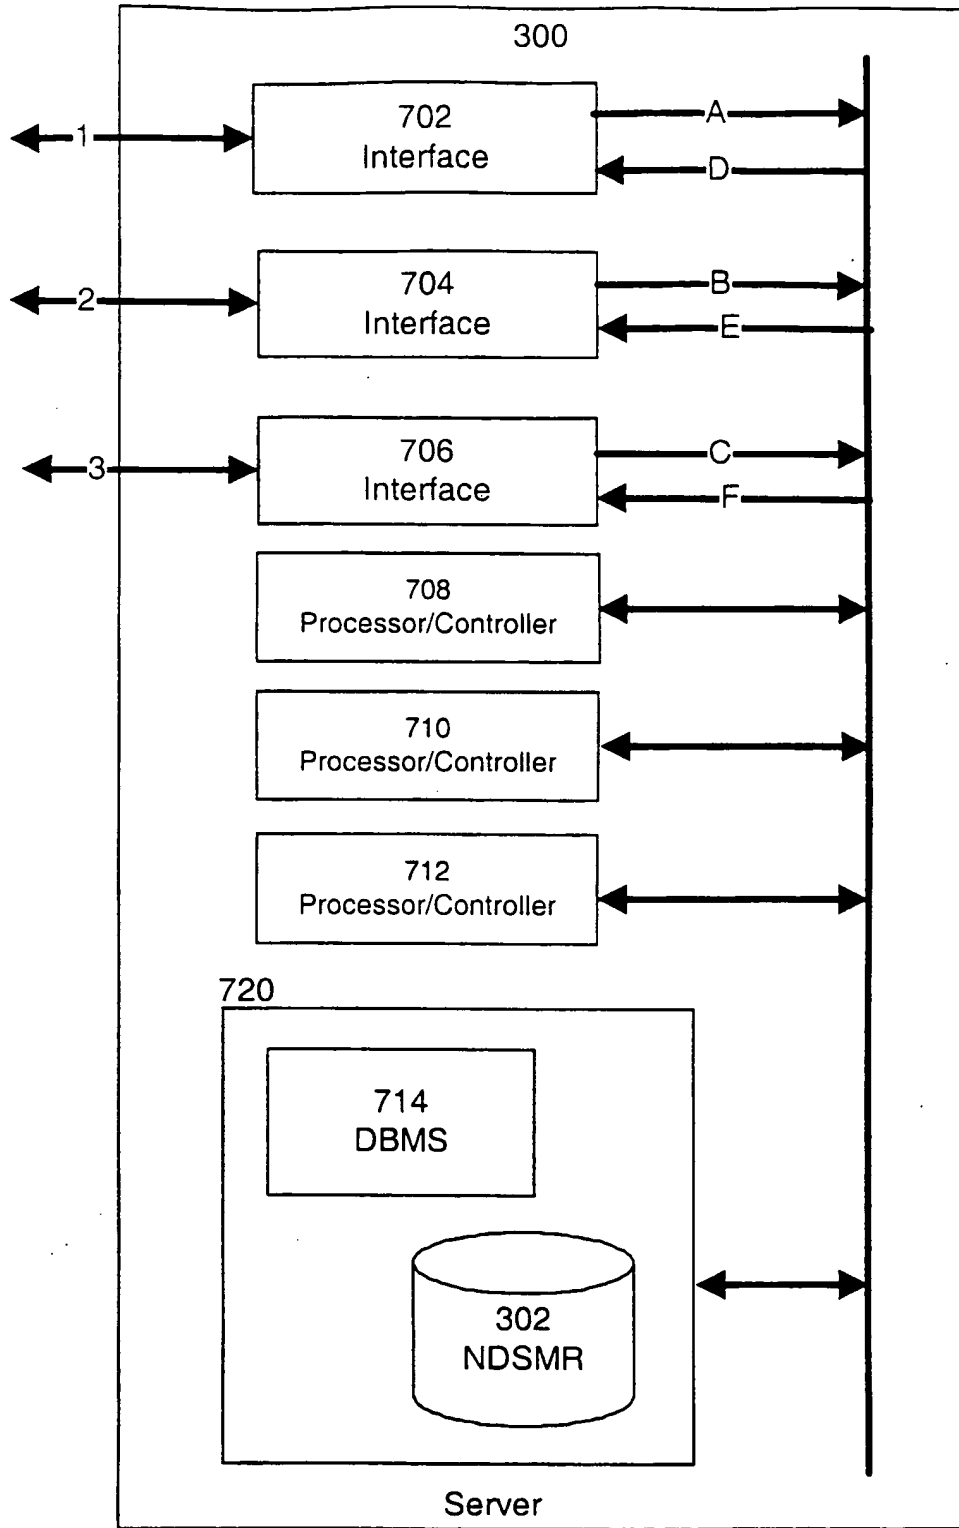 300
702
Interface
1
A
D
704
Interface
2
B
E
706
Interface
3
C
F
708
Processor/Controller
710
Processor/Controller
712
Processor/Controller
720
714
DBMS
302
NDSMR
Server